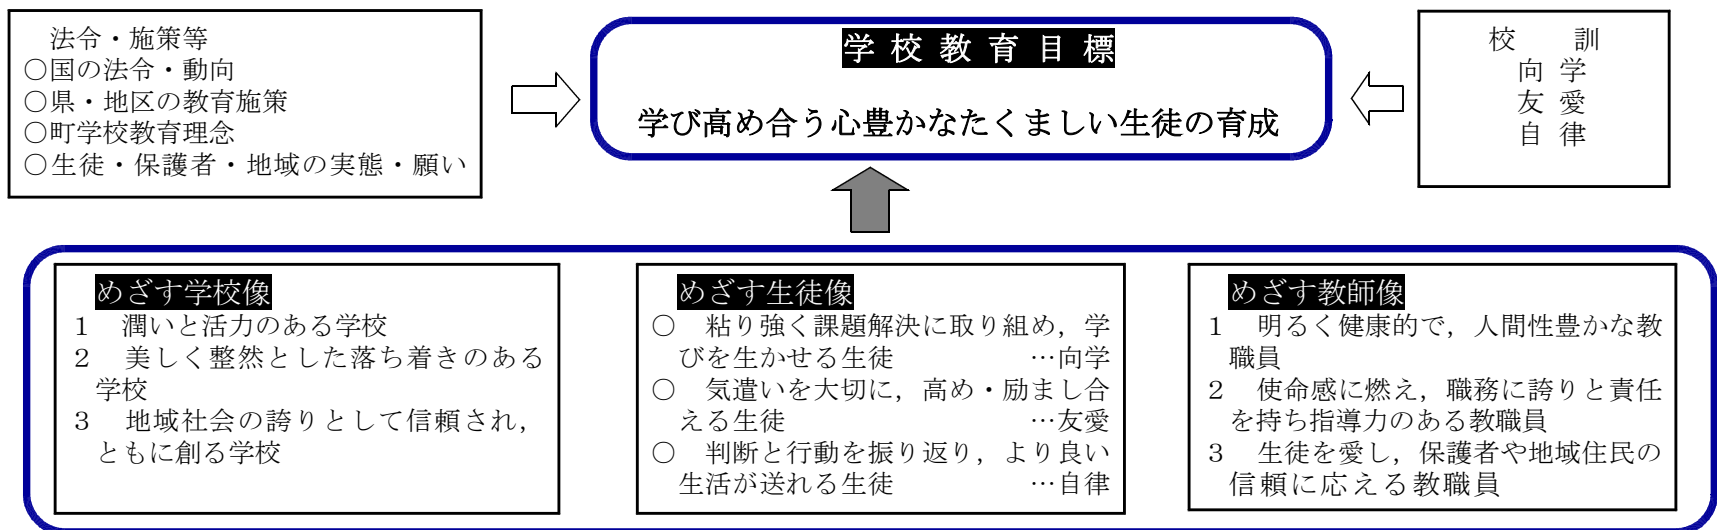 法令・施策等
○国の法令・動向
○県・地区の教育施策
○町学校教育理念
○生徒・保護者・地域の実態・願い
学校教育目標
学び高め合う心豊かなたくましい生徒の育成
校　　訓
向 学
友 愛
自 律
めざす学校像
１　潤いと活力のある学校
２　美しく整然とした落ち着きのある
学校
３　地域社会の誇りとして信頼され，
ともに創る学校
めざす生徒像
○　粘り強く課題解決に取り組め，学
びを生かせる生徒　　　　…向学
○　気遣いを大切に，高め・励まし合
える生徒　　　　　　　　…友愛
○　判断と行動を振り返り，より良い
生活が送れる生徒　　　　…自律
めざす教師像
１　明るく健康的で，人間性豊かな教
職員
２　使命感に燃え，職務に誇りと責任
を持ち指導力のある教職員
３　生徒を愛し，保護者や地域住民の
信頼に応える教職員